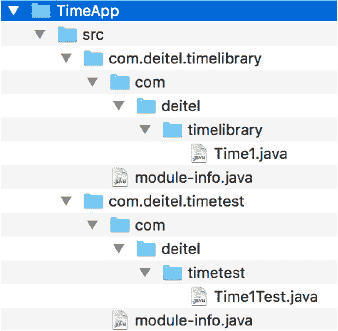 TimeApp
src
com.deitel.timelibrary
com
deitel
timelibrary
Time1.java
module-info.java
com.deitel.timetest
com
deitel
timetest
Time1Test.java
module-info.java